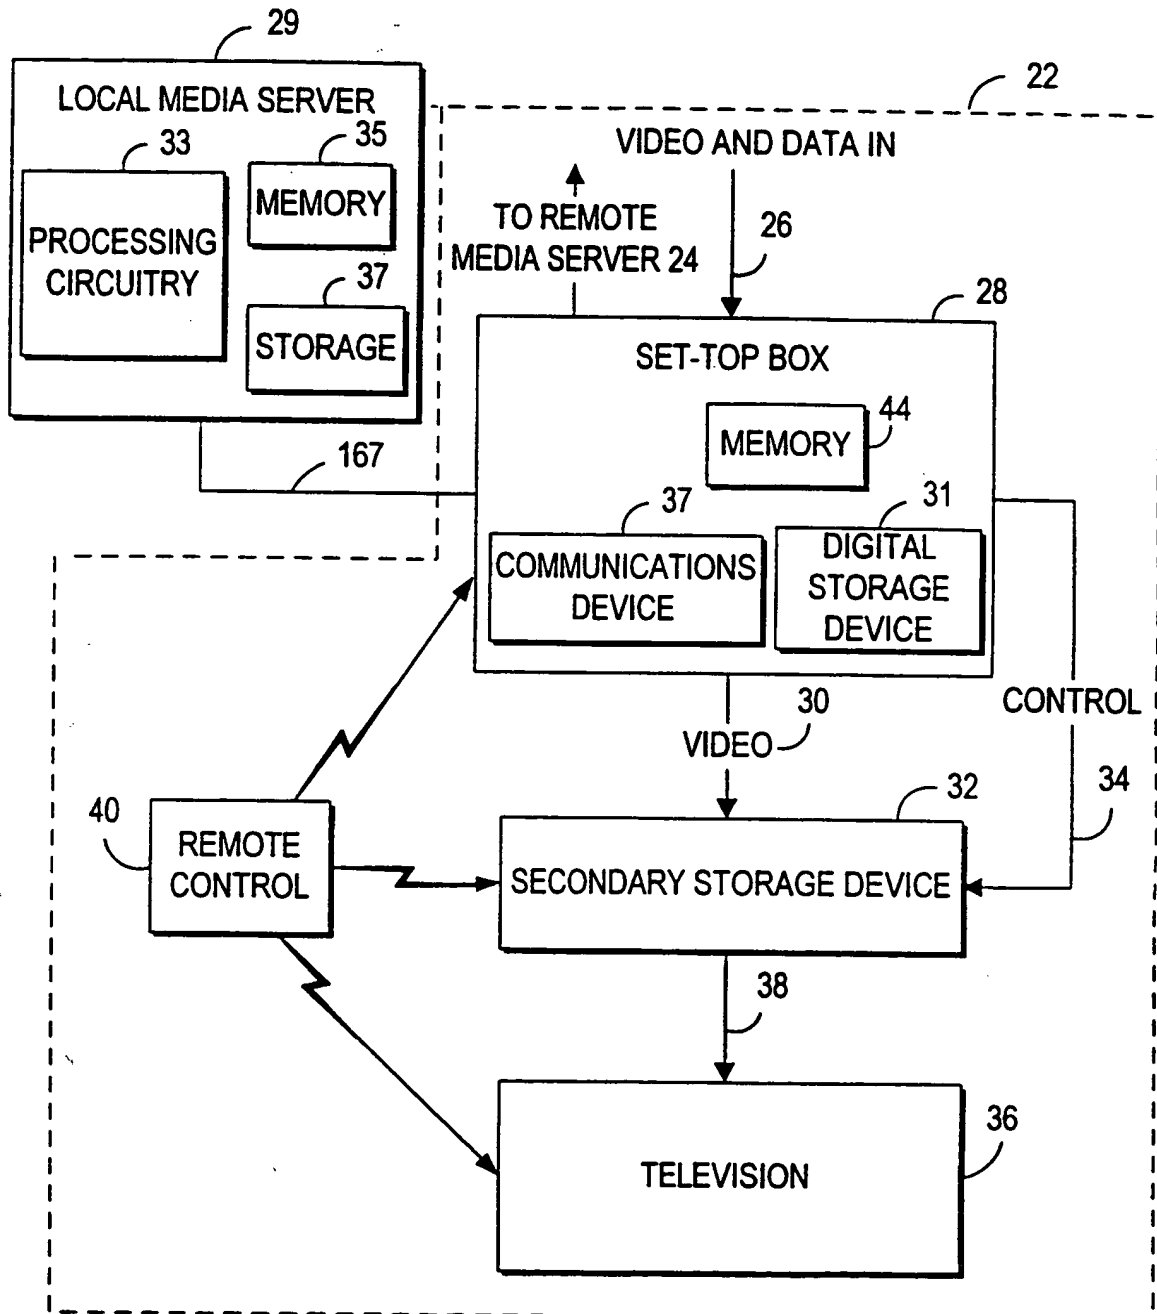 29
LOCAL MEDIA SERVER
33
PROCESSING
CIRCUITRY
35
MEMORY
37
STORAGE
22
VIDEO AND DATA IN
TO REMOTE
MEDIA SERVER 24
26
28
SET-TOP BOX
MEMORY
44
167
37
COMMUNICATIONS
DEVICE
31
DIGITAL
STORAGE
DEVICE
30
VIDEO
CONTROL
34
40
REMOTE
CONTROL
32
SECONDARY STORAGE DEVICE
38
36
TELEVISION